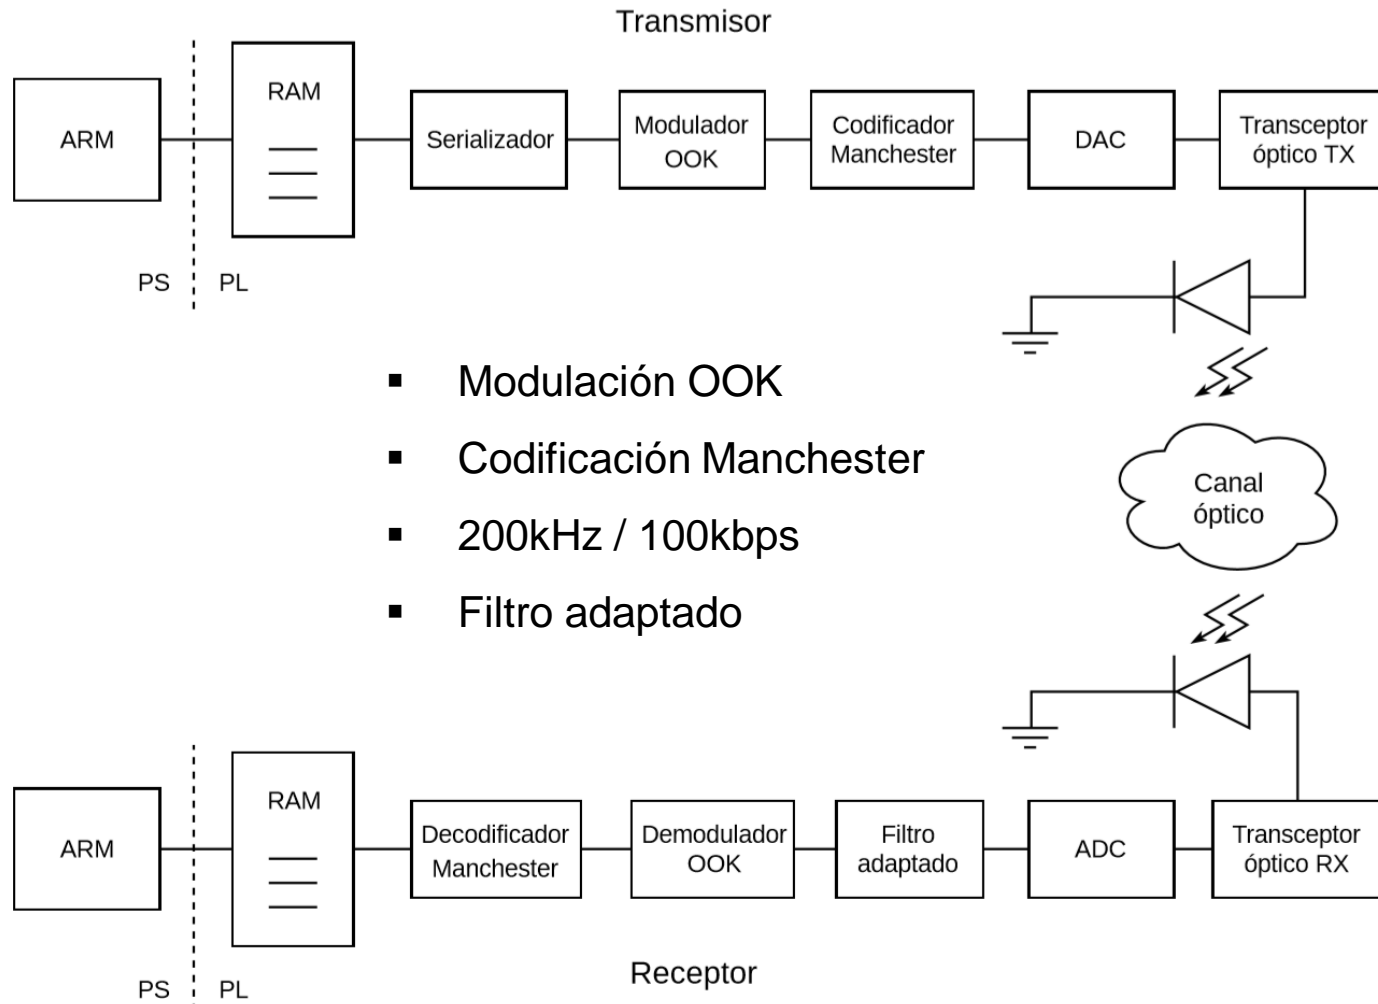 Transmisor
ARM
RAM
Serializador
Modulador
OOK
Codificador
Manchester
DAC
Transceptor
óptico TX
PS
PL
▪ Modulación OOK
▪ Codificación Manchester
▪ 200kHz / 100kbps
▪ Filtro adaptado
Canal
óptico
ARM
RAM
Decodificador
Manchester
Demodulador
OOK
Filtro
adaptado
ADC
Transceptor
óptico RX
PS
PL
Receptor